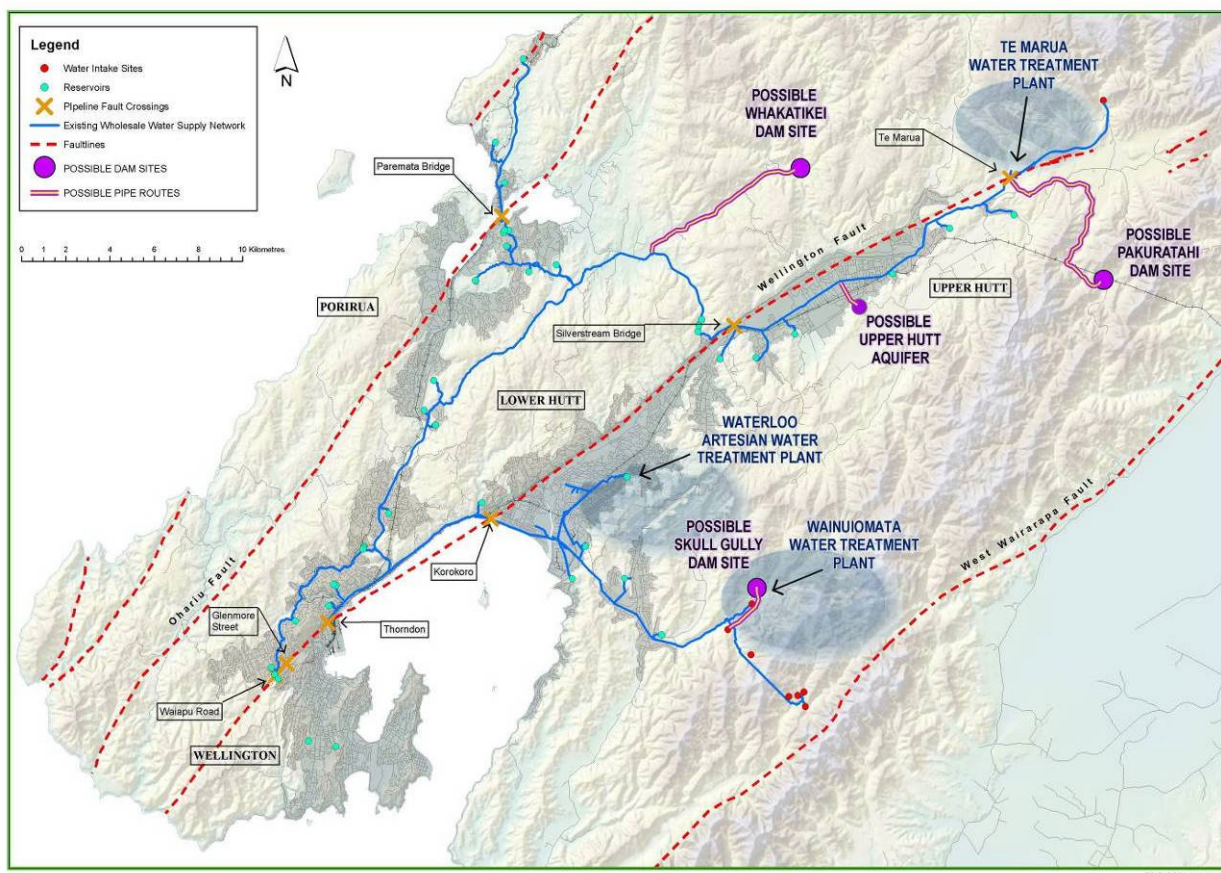 Legend
Water Intake Sites
Reservoirs
Pipeline Fault Crossings
Existing Wholesale Water Supply Network
Faultlines
POSSIBLE DAM SITES
POSSIBLE PIPE ROUTES
N
0 2 4 6 8 10 Kilometres
TE MARUA
WATER TREATMENT
PLANT
POSSIBLE
WHAKATIKEI
DAM SITE
Te Marua
Paremata Bridge
Wellington Fault
POSSIBLE
PAKURATAHI
DAM SITE
PORIRUA
UPPER HUTT
Silverstream Bridge
POSSIBLE
UPPER HUTT
AQUIFER
LOWER HUTT
WATERLOO
ARTESIAN WATER
TREATMENT PLANT
West Wairarapa Fault
POSSIBLE
SKULL GULLY
DAM SITE
WAINUIOMATA
WATER TREATMENT
PLANT
Ohariu Fault
Korokoro
Glenmore
Street
Thorndon
Waiapu Road
WELLINGTON